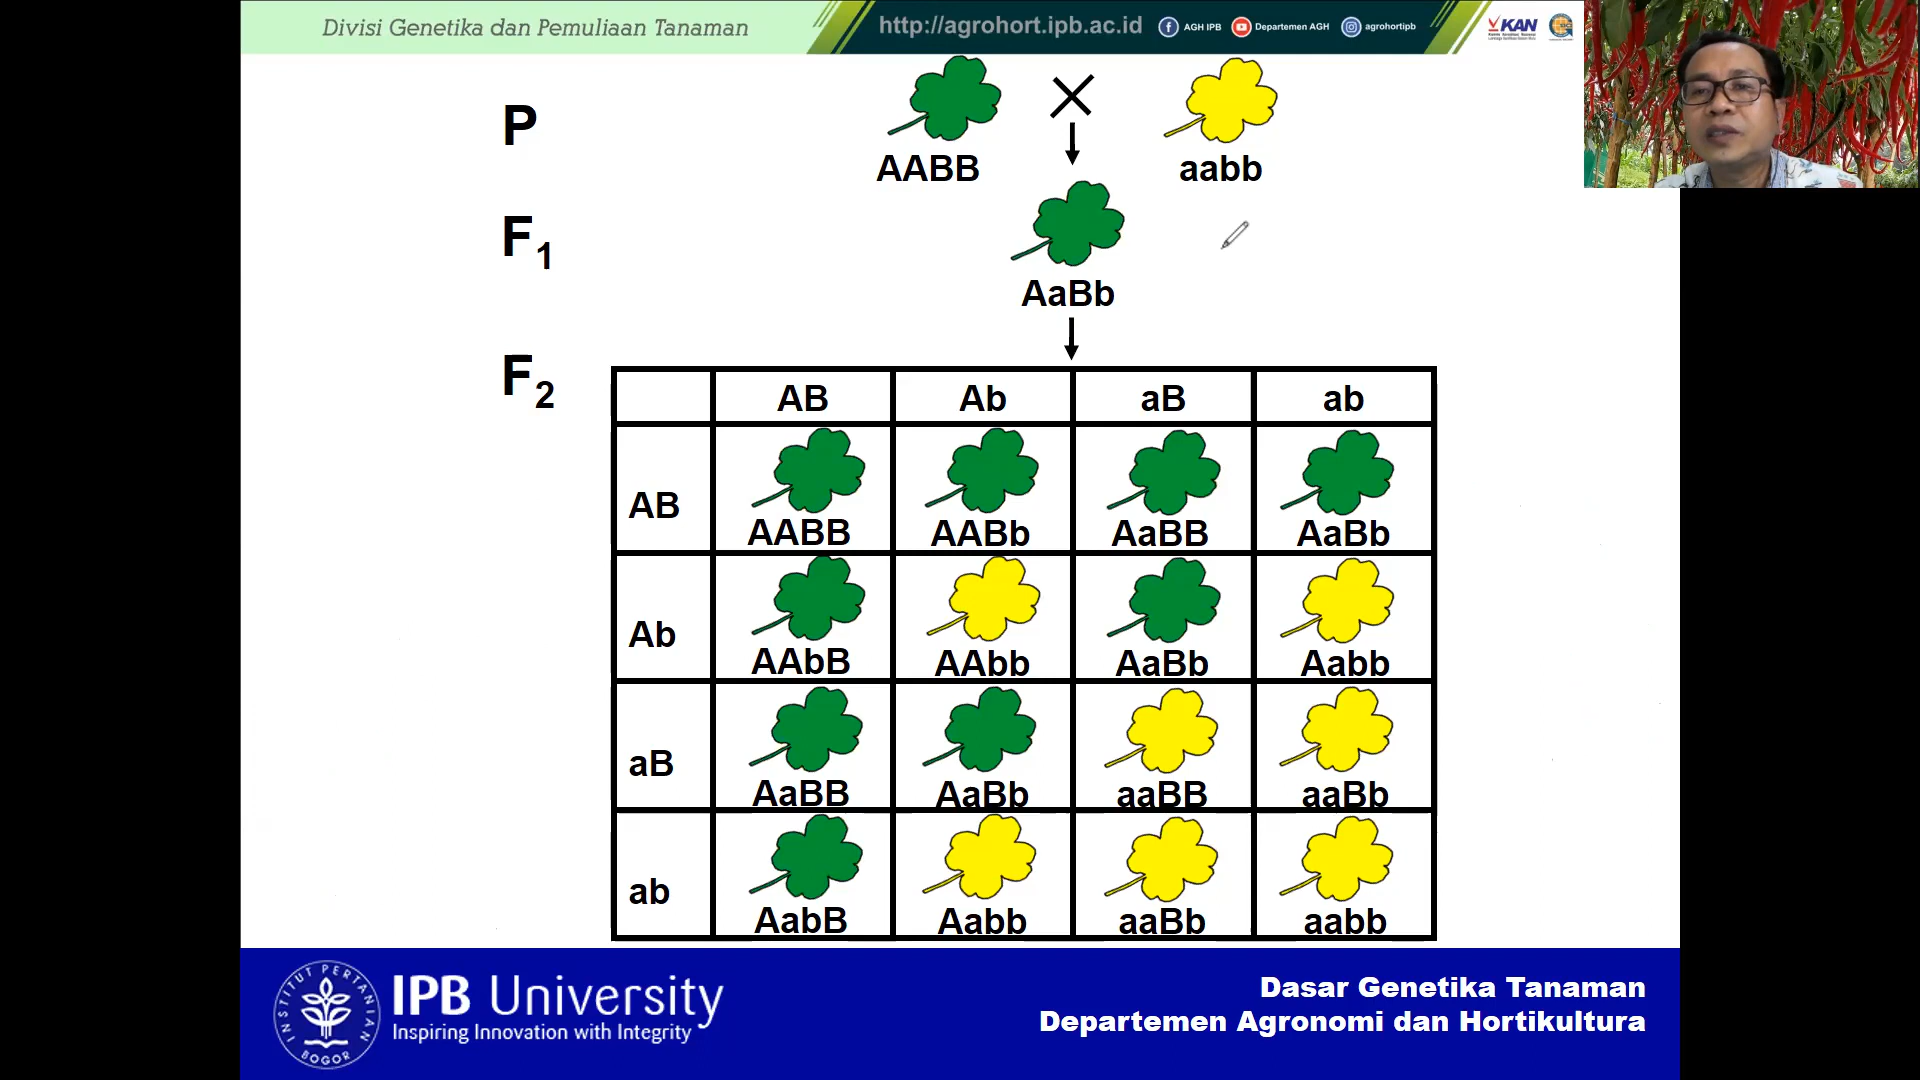 Divisi Genetika dan Pemuliaan Tanaman
http://agrohort.ipb.ac.id
AGH IPB
Departemen AGH
agrohortipb
KAN
P
AABB
aabb
F1
AaBb
F2
AB Ab aB ab
AB
AABB AABb AaBB AaBb
Ab
AAbB AAbb AaBb Aabb
aB
AaBB AaBb aaBB aaBb
ab
AabB Aabb aaBb aabb
INSTITUT PERTANIAN BOGOR
IPB University
Inspiring Innovation with Integrity
Dasar Genetika Tanaman
Departemen Agronomi dan Hortikultura